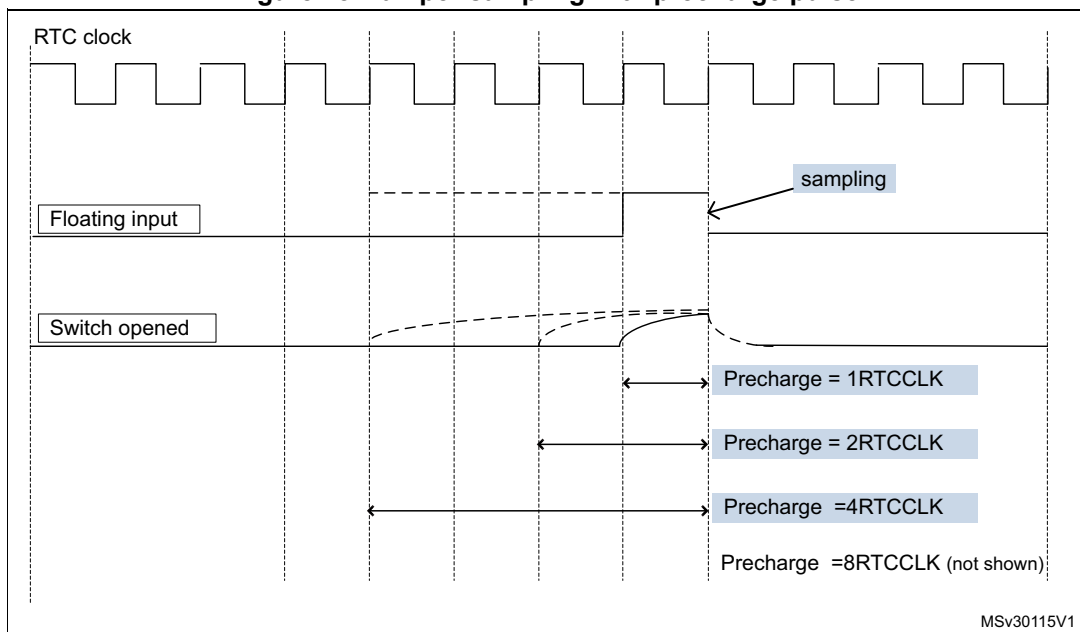 RTC clock
sampling
Floating input
Switch opened
Precharge = 1RTCCLK
Precharge = 2RTCCLK
Precharge =4RTCCLK
Precharge =8RTCCLK (not shown)
MSv30115V1